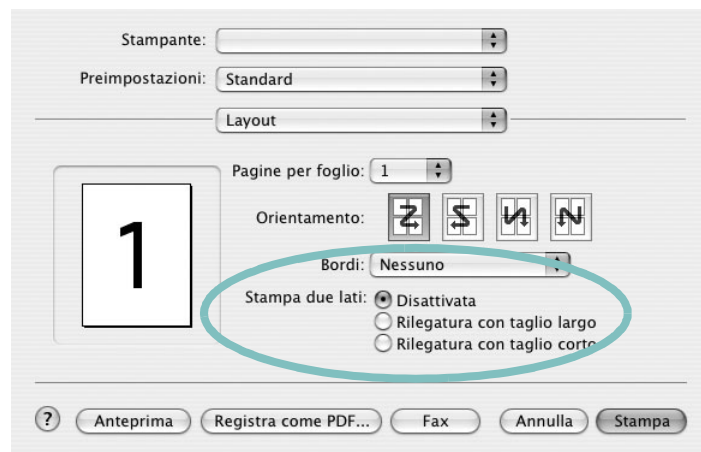 Stampante:
Preimpostazioni: Standard
Layout
Pagine per foglio: 1
1
Orientamento:
Bordi: Nessuno
Stampa due lati: Disattivata
Rilegatura con taglio largo
Rilegatura con taglio corto
? Anteprima Registra come PDF... Fax Annulla Stampa